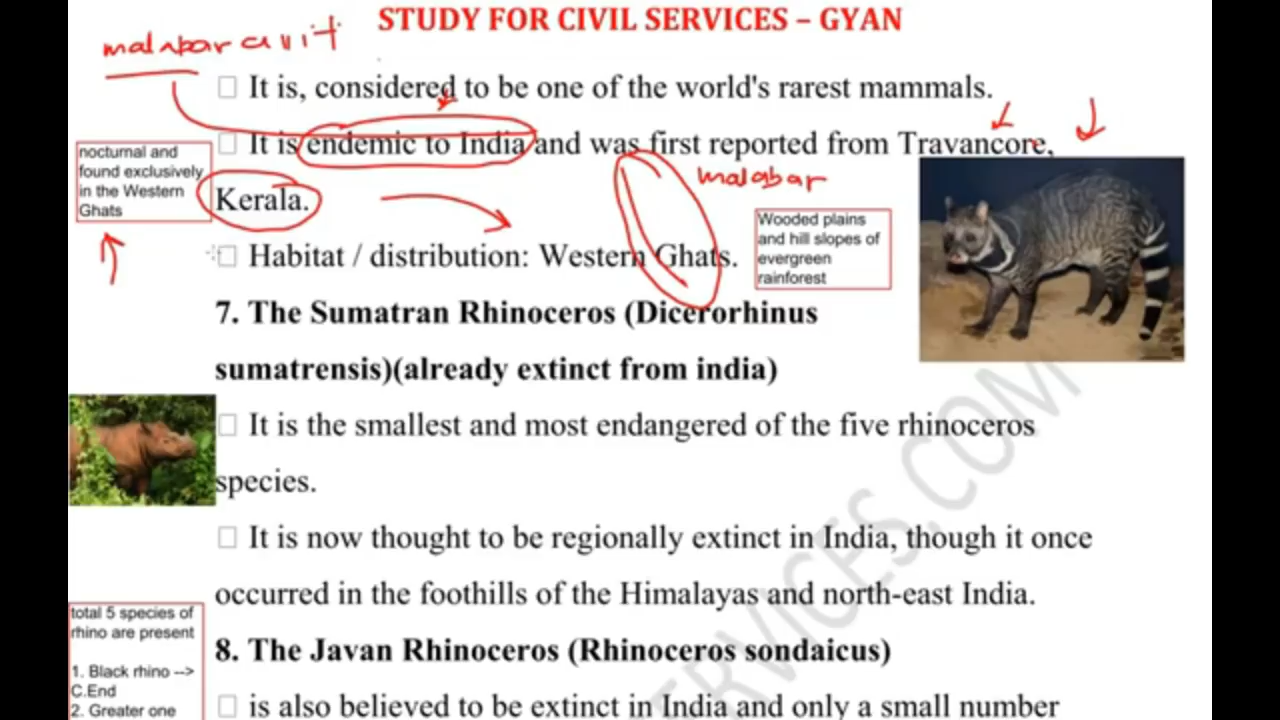 STUDY FOR CIVIL SERVICES – GYAN
malabar civit
It is, considered to be one of the world's rarest mammals.
It is endemic to India and was first reported from Travancore,
nocturnal and
found exclusively
in the Western
Ghats
Kerala.
malabar
Wooded plains
and hill slopes of
evergreen
rainforest
Habitat / distribution: Western Ghats.
7. The Sumatran Rhinoceros (Dicerorhinus
sumatrensis)(already extinct from india)
It is the smallest and most endangered of the five rhinoceros
species.
It is now thought to be regionally extinct in India, though it once
occurred in the foothills of the Himalayas and north-east India.
total 5 species of
rhino are present
1. Black rhino -->
C.End
2. Greater one
8. The Javan Rhinoceros (Rhinoceros sondaicus)
is also believed to be extinct in India and only a small number
ERVICES.COM